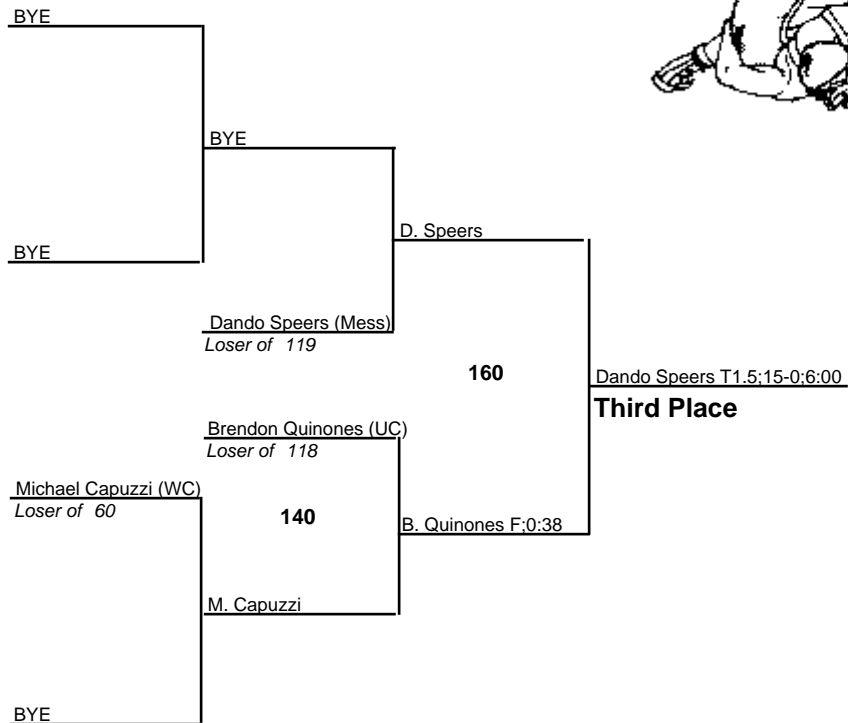 BYE
BYE
D. Speers
BYE
Dando Speers (Mess)
Loser of 119
160
Dando Speers T1.5;15-0;6:00
Third Place
Brendon Quinones (UC)
Loser of 118
Michael Capuzzi (WC)
Loser of 60
140
B. Quinones F;0:38
M. Capuzzi
BYE